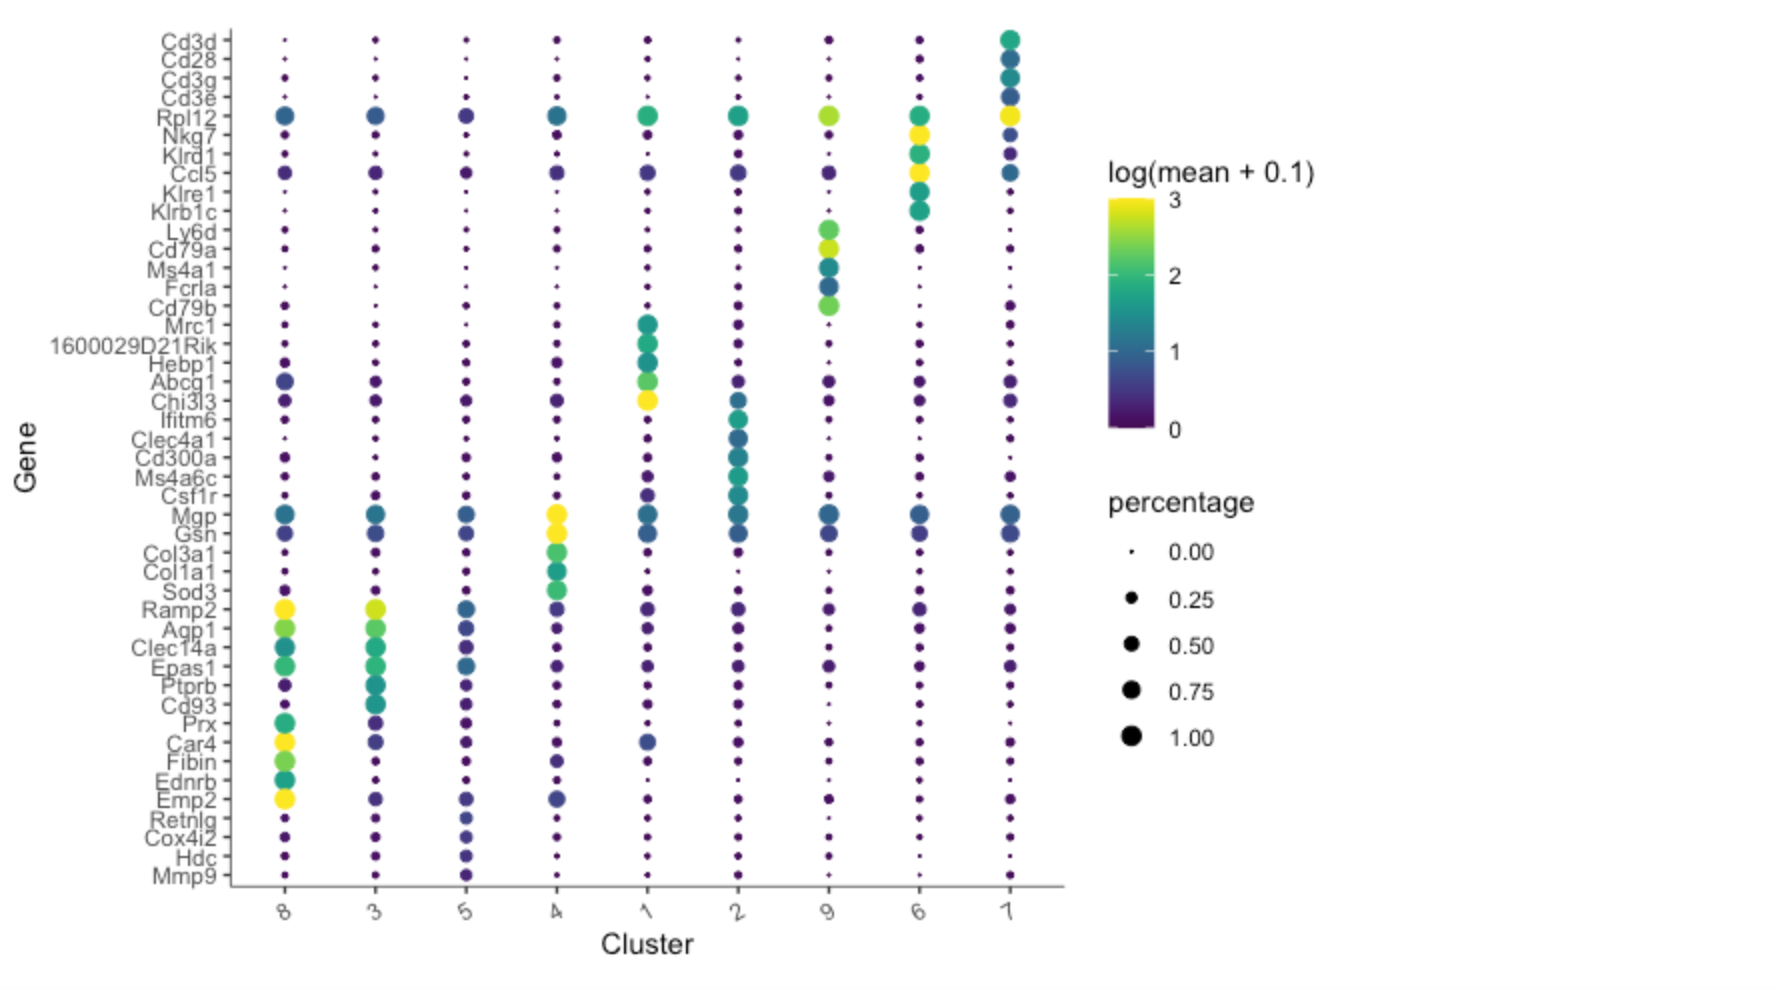 Gene
Cd3d
Cd28
Cd3g
Cd3e
Rpl12
Nkg7
Klrd1
Ccl5
Klre1
Klrb1c
Ly6d
Cd79a
Ms4a1
Fcrla
Cd79b
Mrc1
1600029D21Rik
Hebp1
Abcg1
Chi3l3
Ifitm6
Clec4a1
Cd300a
Ms4a6c
Csf1r
Mgp
Gsn
Col3a1
Col1a1
Sod3
Ramp2
Aqp1
Clec14a
Epas1
Ptprb
Cd93
Prx
Car4
Fibin
Ednrb
Emp2
Retnlg
Cox4i2
Hdc
Mmp9
8 3 5 4 1 2 9 6 7
Cluster
log(mean + 0.1)
3
2
1
0
percentage
0.00
0.25
0.50
0.75
1.00